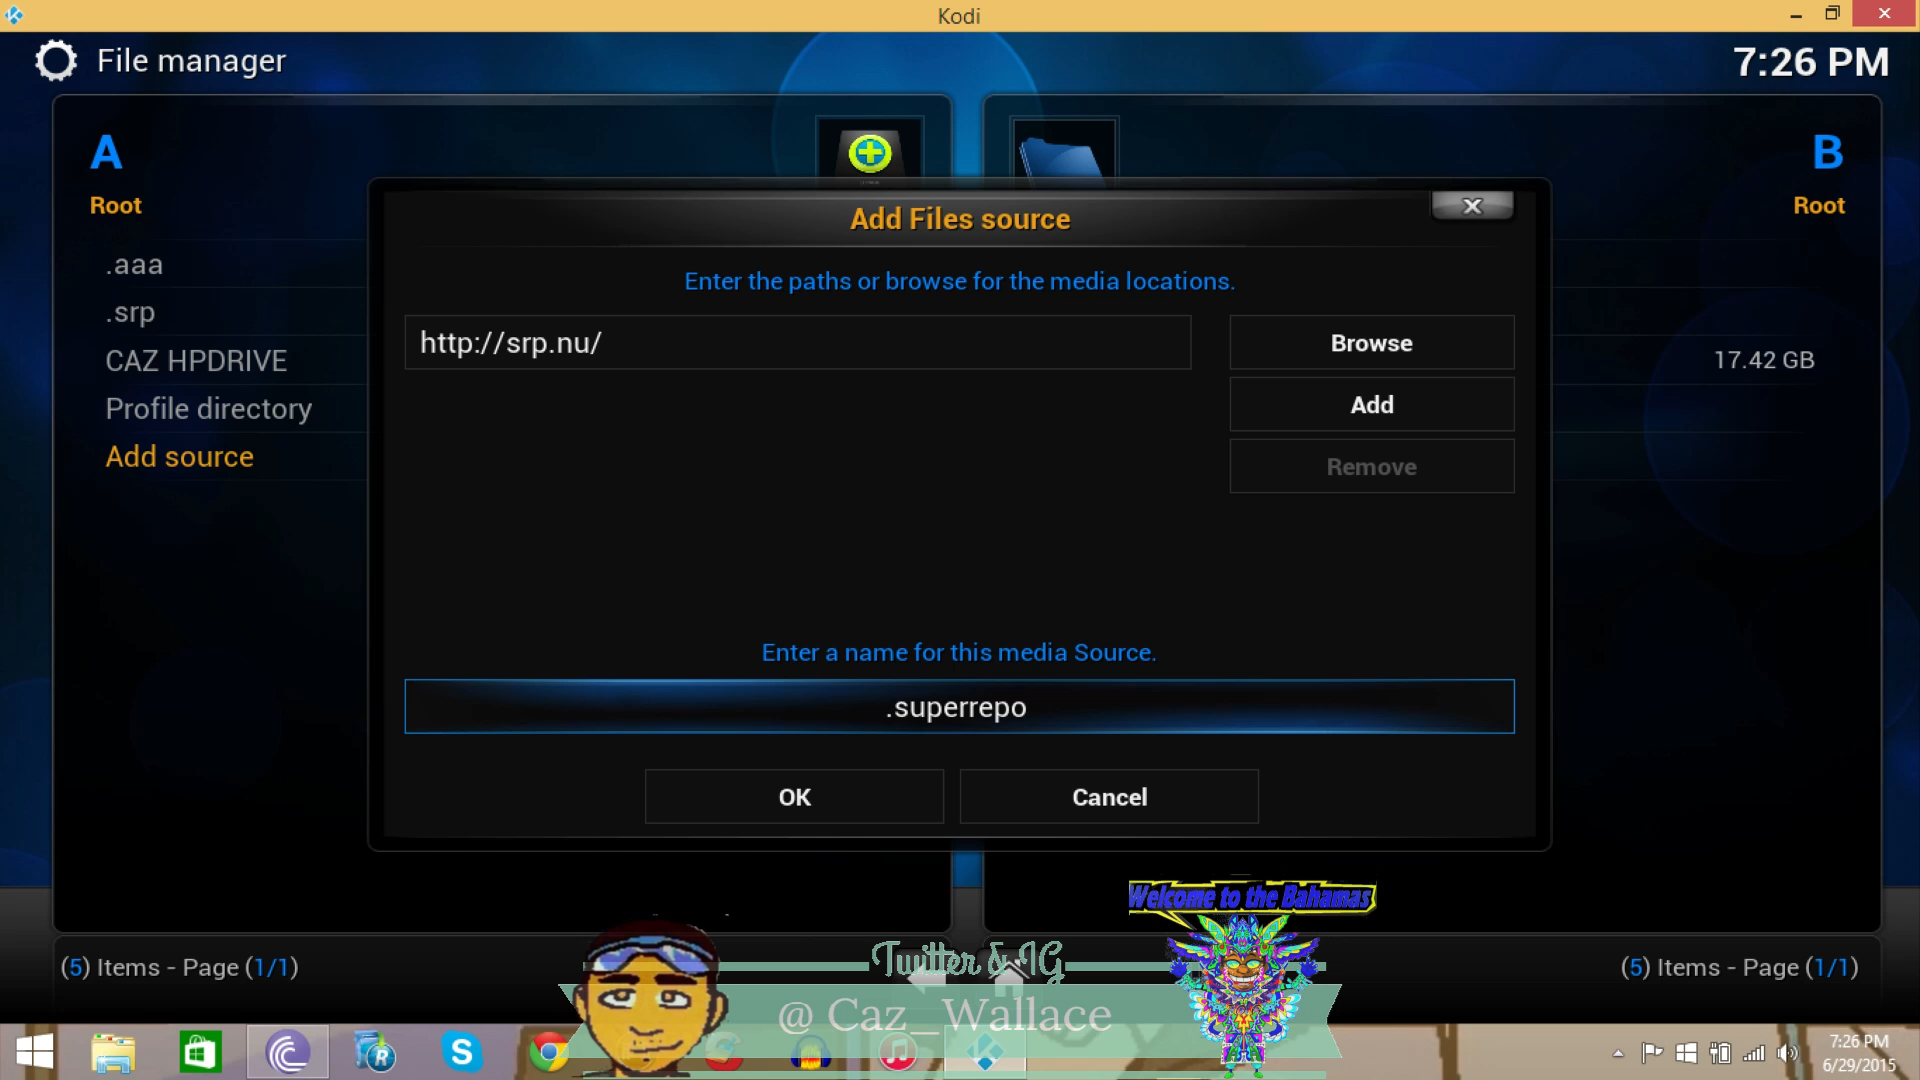 Kodi
File manager
7:26 PM
A
B
Root
Root
.aaa
.srp
CAZ HPDRIVE
17.42 GB
Profile directory
Add source
Add Files source
Enter the paths or browse for the media locations.
http://srp.nu/
Browse
Add
Remove
Enter a name for this media Source.
.superrepo
OK
Cancel
Welcome to the Bahamas
(5) Items - Page (1/1)
(5) Items - Page (1/1)
Twitter & IG
@ Caz_Wallace
7:26 PM
6/29/2015